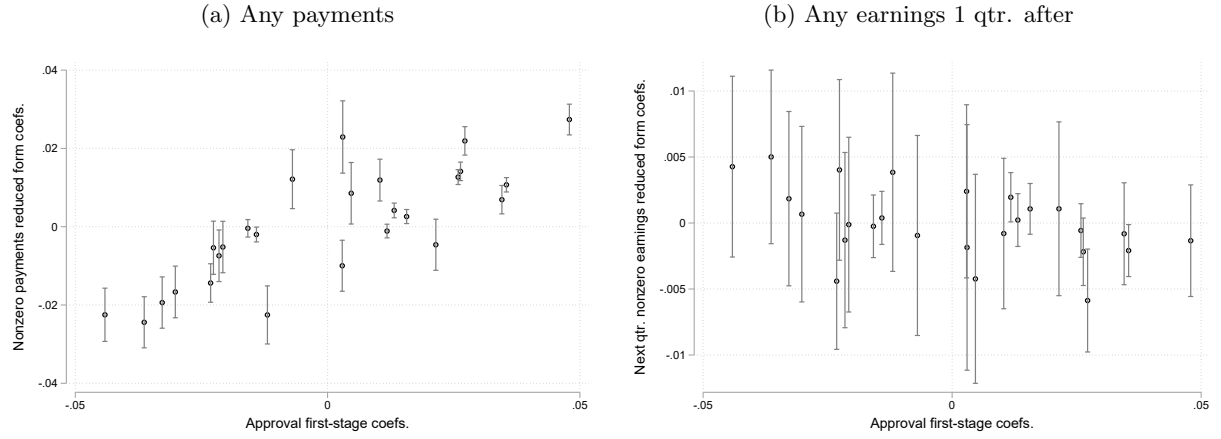 (a) Any payments
Nonzero payments reduced form coefs.
.04
.02
0
-.02
-.04
-.05
0
.05
Approval first-stage coefs.
(b) Any earnings 1 qtr. after
Next qtr. nonzero earnings reduced form coefs.
.01
.005
0
-.005
-.01
-.05
0
.05
Approval first-stage coefs.